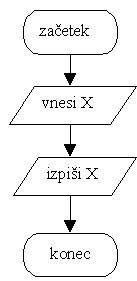 začetek
vnesi X
izpiši X
konec